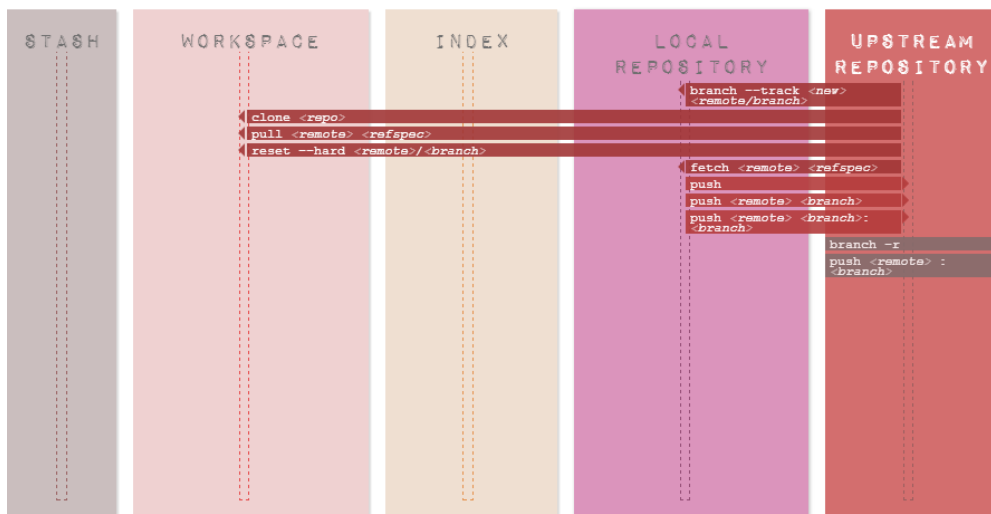 STASH
WORKSPACE
INDEX
LOCAL
REPOSITORY
UPSTREAM
REPOSITORY
branch --track <new>
<remote/branch>
clone <repo>
pull <remote> <refspec>
reset --hard <remote>/<branch>
fetch <remote> <refspec>
push
push <remote> <branch>
push <remote> <branch>:
<branch>
branch -r
push <remote> :
<branch>